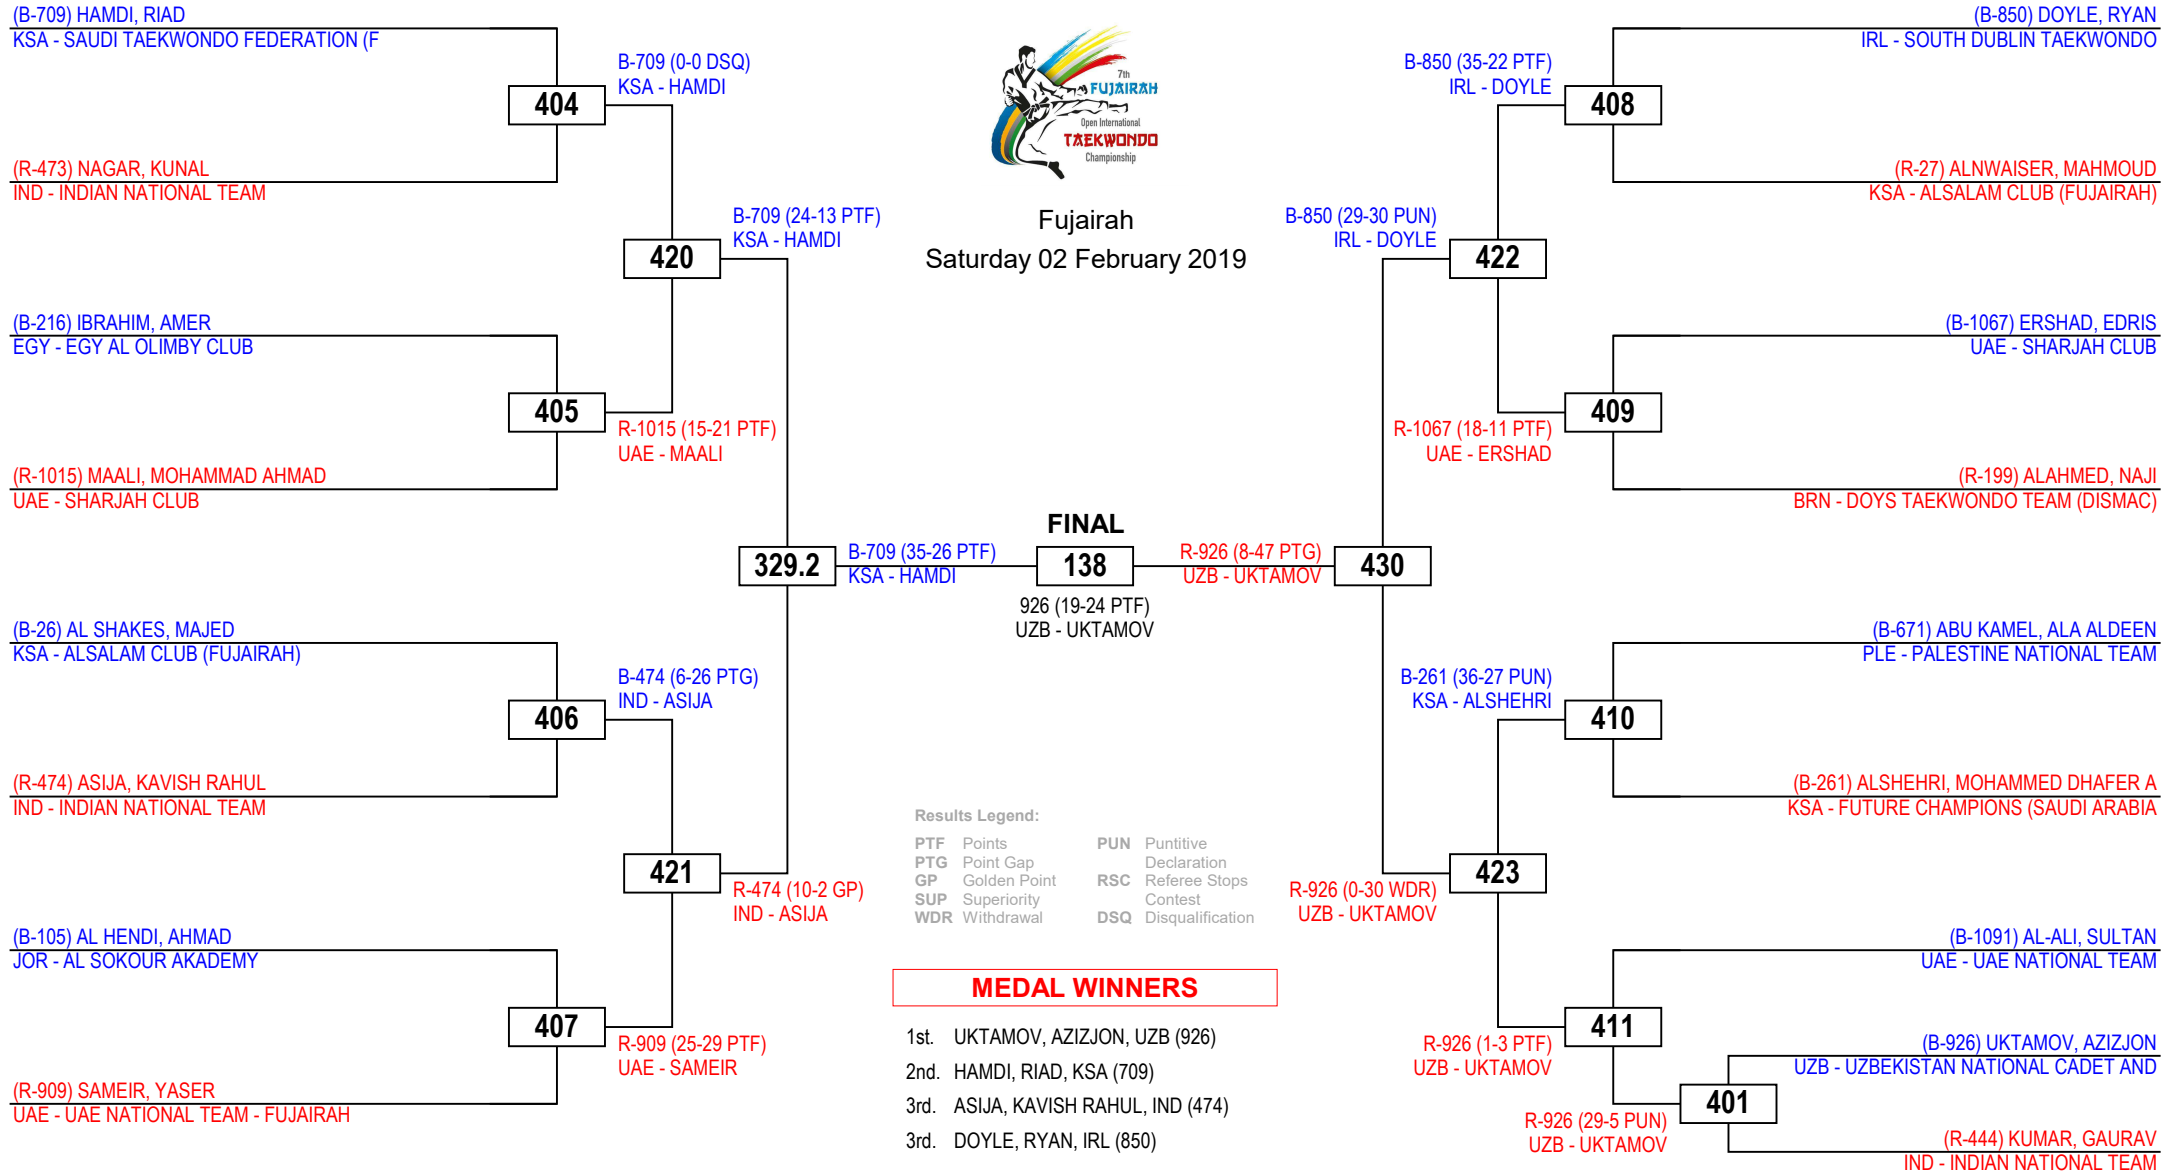 (B-709) HAMDI, RIAD
KSA - SAUDI TAEKWONDO FEDERATION (F
404
B-709 (0-0 DSQ)
KSA - HAMDI
(R-473) NAGAR, KUNAL
IND - INDIAN NATIONAL TEAM
420
B-709 (24-13 PTF)
KSA - HAMDI
(B-216) IBRAHIM, AMER
EGY - EGY AL OLIMBY CLUB
405
R-1015 (15-21 PTF)
UAE - MAALI
(R-1015) MAALI, MOHAMMAD AHMAD
UAE - SHARJAH CLUB
329.2
B-709 (35-26 PTF)
KSA - HAMDI
(B-26) AL SHAKES, MAJED
KSA - ALSALAM CLUB (FUJAIRAH)
406
B-474 (6-26 PTG)
IND - ASIJA
(R-474) ASIJA, KAVISH RAHUL
IND - INDIAN NATIONAL TEAM
421
R-474 (10-2 GP)
IND - ASIJA
(B-105) AL HENDI, AHMAD
JOR - AL SOKOUR AKADEMY
407
R-909 (25-29 PTF)
UAE - SAMEIR
(R-909) SAMEIR, YASER
UAE - UAE NATIONAL TEAM - FUJAIRAH
7th
FUJAIRAH
Open International
TAEKWONDO
Championship
Fujairah
Saturday 02 February 2019
FINAL
138
926 (19-24 PTF)
UZB - UKTAMOV
Results Legend:
PTF Points
PTG Point Gap
GP Golden Point
SUP Superiority
WDR Withdrawal
PUN Puntitive
Declaration
RSC Referee Stops
Contest
DSQ Disqualification
MEDAL WINNERS
1st. UKTAMOV, AZIZJON, UZB (926)
2nd. HAMDI, RIAD, KSA (709)
3rd. ASIJA, KAVISH RAHUL, IND (474)
3rd. DOYLE, RYAN, IRL (850)
(B-850) DOYLE, RYAN
IRL - SOUTH DUBLIN TAEKWONDO
B-850 (35-22 PTF)
IRL - DOYLE
408
(R-27) ALNWAISER, MAHMOUD
KSA - ALSALAM CLUB (FUJAIRAH)
B-850 (29-30 PUN)
IRL - DOYLE
422
(B-1067) ERSHAD, EDRIS
UAE - SHARJAH CLUB
409
R-1067 (18-11 PTF)
UAE - ERSHAD
(R-199) ALAHMED, NAJI
BRN - DOYS TAEKWONDO TEAM (DISMAC)
R-926 (8-47 PTG)
UZB - UKTAMOV
430
(B-671) ABU KAMEL, ALA ALDEEN
PLE - PALESTINE NATIONAL TEAM
B-261 (36-27 PUN)
KSA - ALSHEHRI
410
(B-261) ALSHEHRI, MOHAMMED DHAFER A
KSA - FUTURE CHAMPIONS (SAUDI ARABIA
423
R-926 (0-30 WDR)
UZB - UKTAMOV
(B-1091) AL-ALI, SULTAN
UAE - UAE NATIONAL TEAM
411
R-926 (1-3 PTF)
UZB - UKTAMOV
(B-926) UKTAMOV, AZIZJON
UZB - UZBEKISTAN NATIONAL CADET AND
401
R-926 (29-5 PUN)
UZB - UKTAMOV
(R-444) KUMAR, GAURAV
IND - INDIAN NATIONAL TEAM